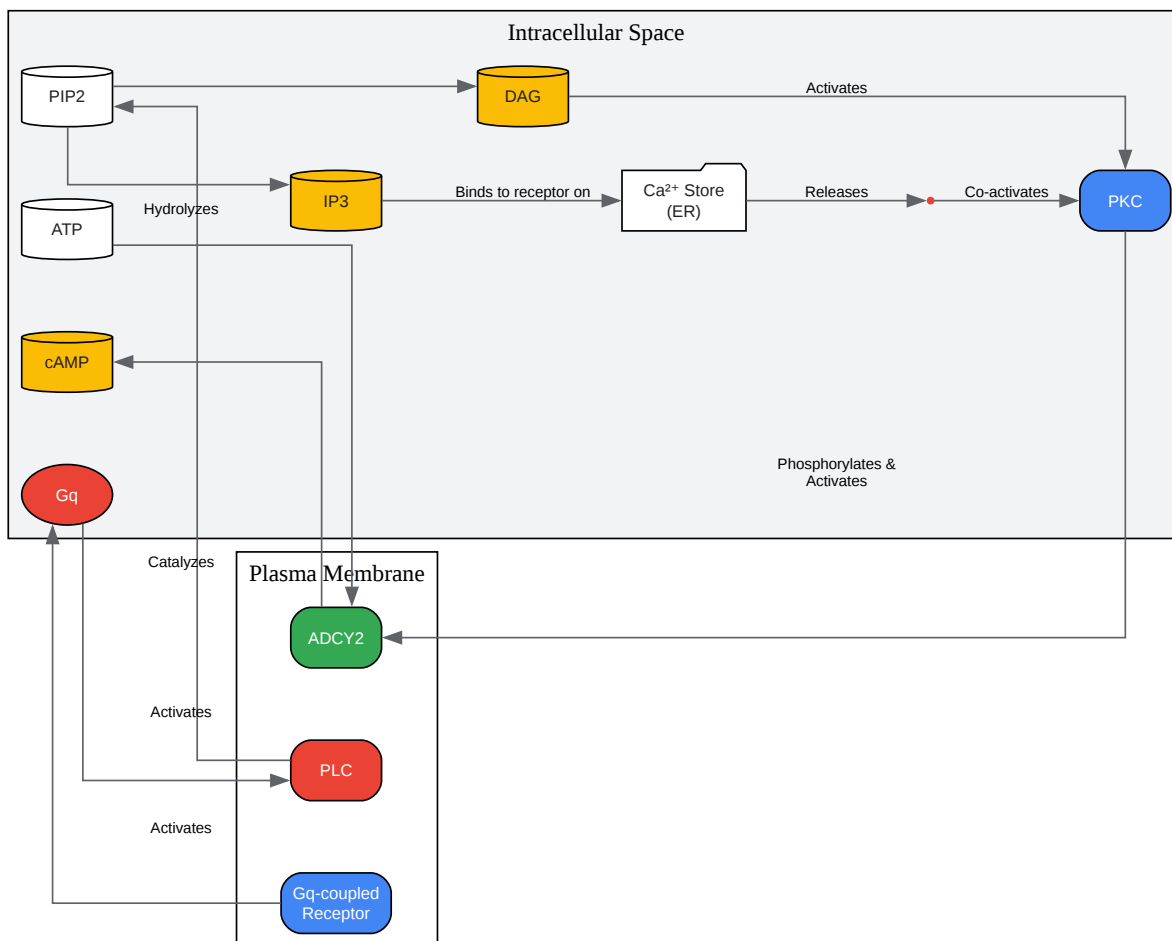 Intracellular Space
PIP2
DAG
Activates
Hydrolyzes
IP3
Binds to receptor on
Ca²⁺ Store
(ER)
Releases
Co-activates
PKC
ATP
cAMP
Phosphorylates &
Activates
Gq
Catalyzes
Plasma Membrane
ADCY2
Activates
PLC
Activates
Gq-coupled
Receptor